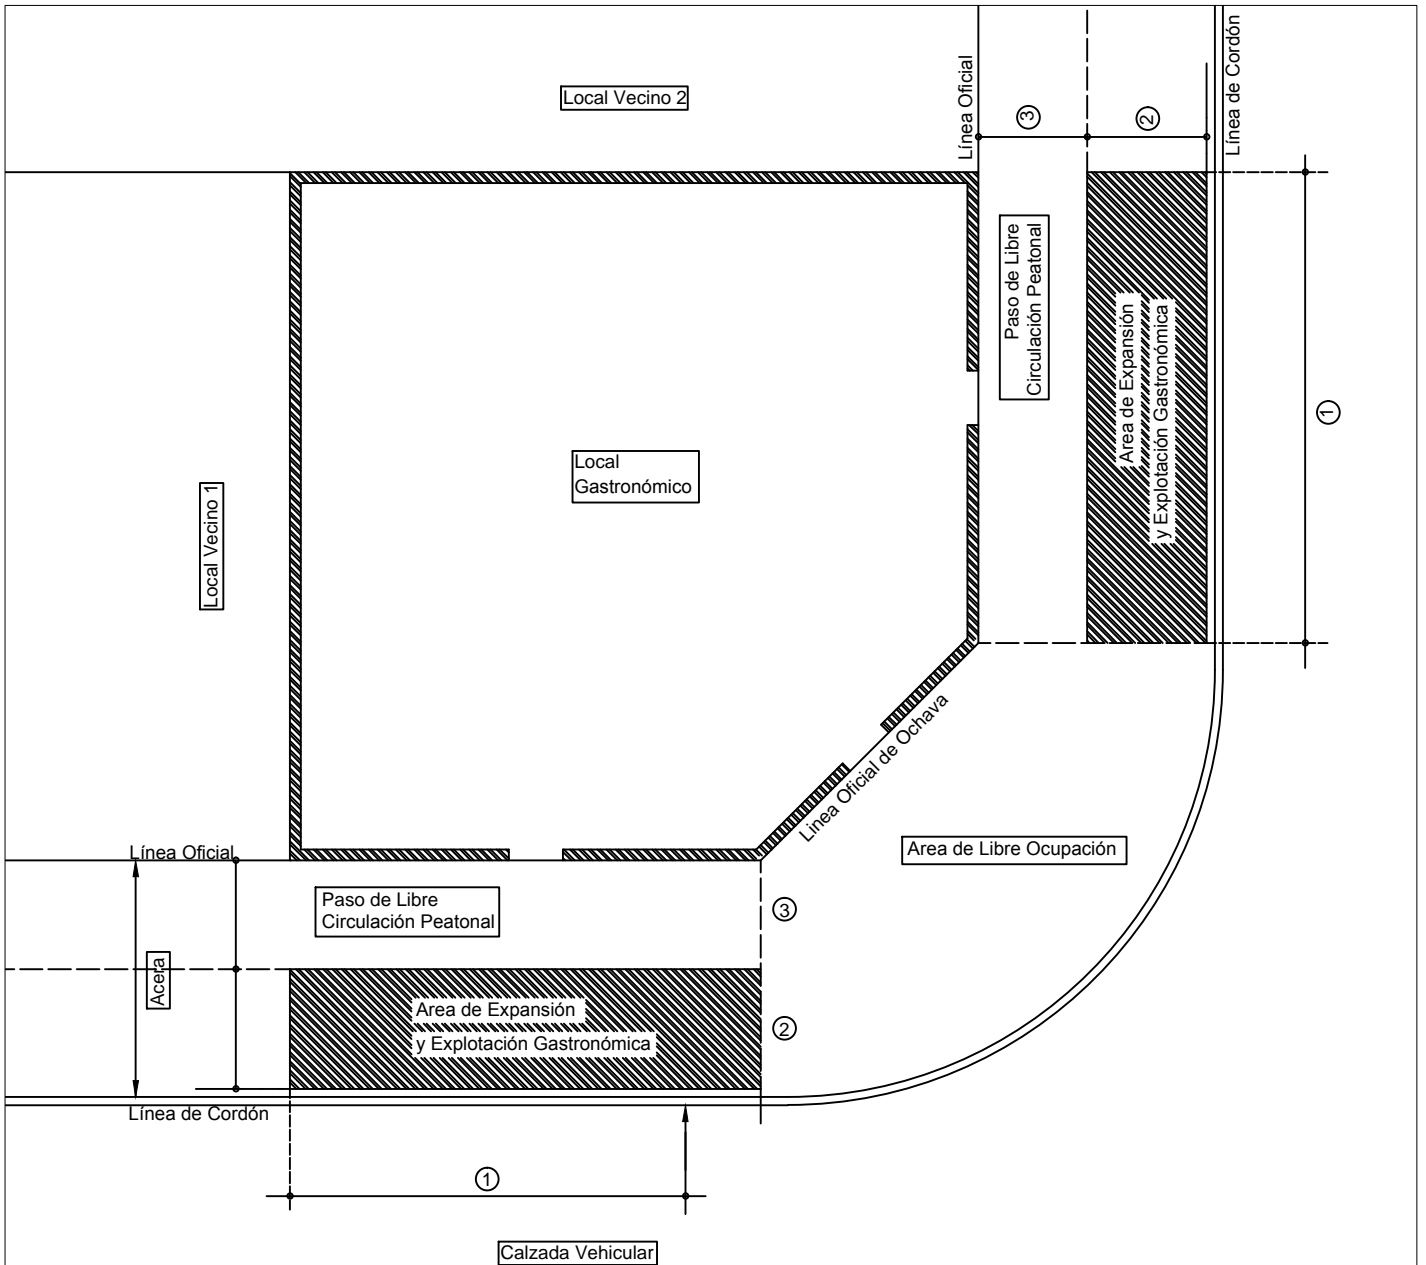 Local Vecino 2
Línea Oficial
3
2
Línea de Cordón
Paso de Libre
Circulación Peatonal
Area de Expansión
y Explotación Gastronómica
1
Local
Gastronómico
Local Vecino 1
Linea Oficial de Ochava
Area de Libre Ocupación
Línea Oficial
Paso de Libre
Circulación Peatonal
3
Acera
Area de Expansión
y Explotación Gastronómica
2
Línea de Cordón
1
Calzada Vehicular